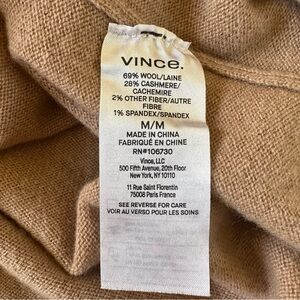 VINCE.
69% WOOL/LAINE
28% CASHMERE/
CACHEMIRE
2% OTHER FIBER/AUTRE
FIBRE
1% SPANDEX/SPANDEX
M/M
MADE IN CHINA
FABRIQUÉ EN CHINE
RN#106730
Vince, LLC
500 Fifth Avenue, 20th Floor
New York, NY 10110
11 Rue Saint Florentin
75008 Paris France
SEE REVERSE FOR CARE
VOIR AU VERSO POUR LES SOINS